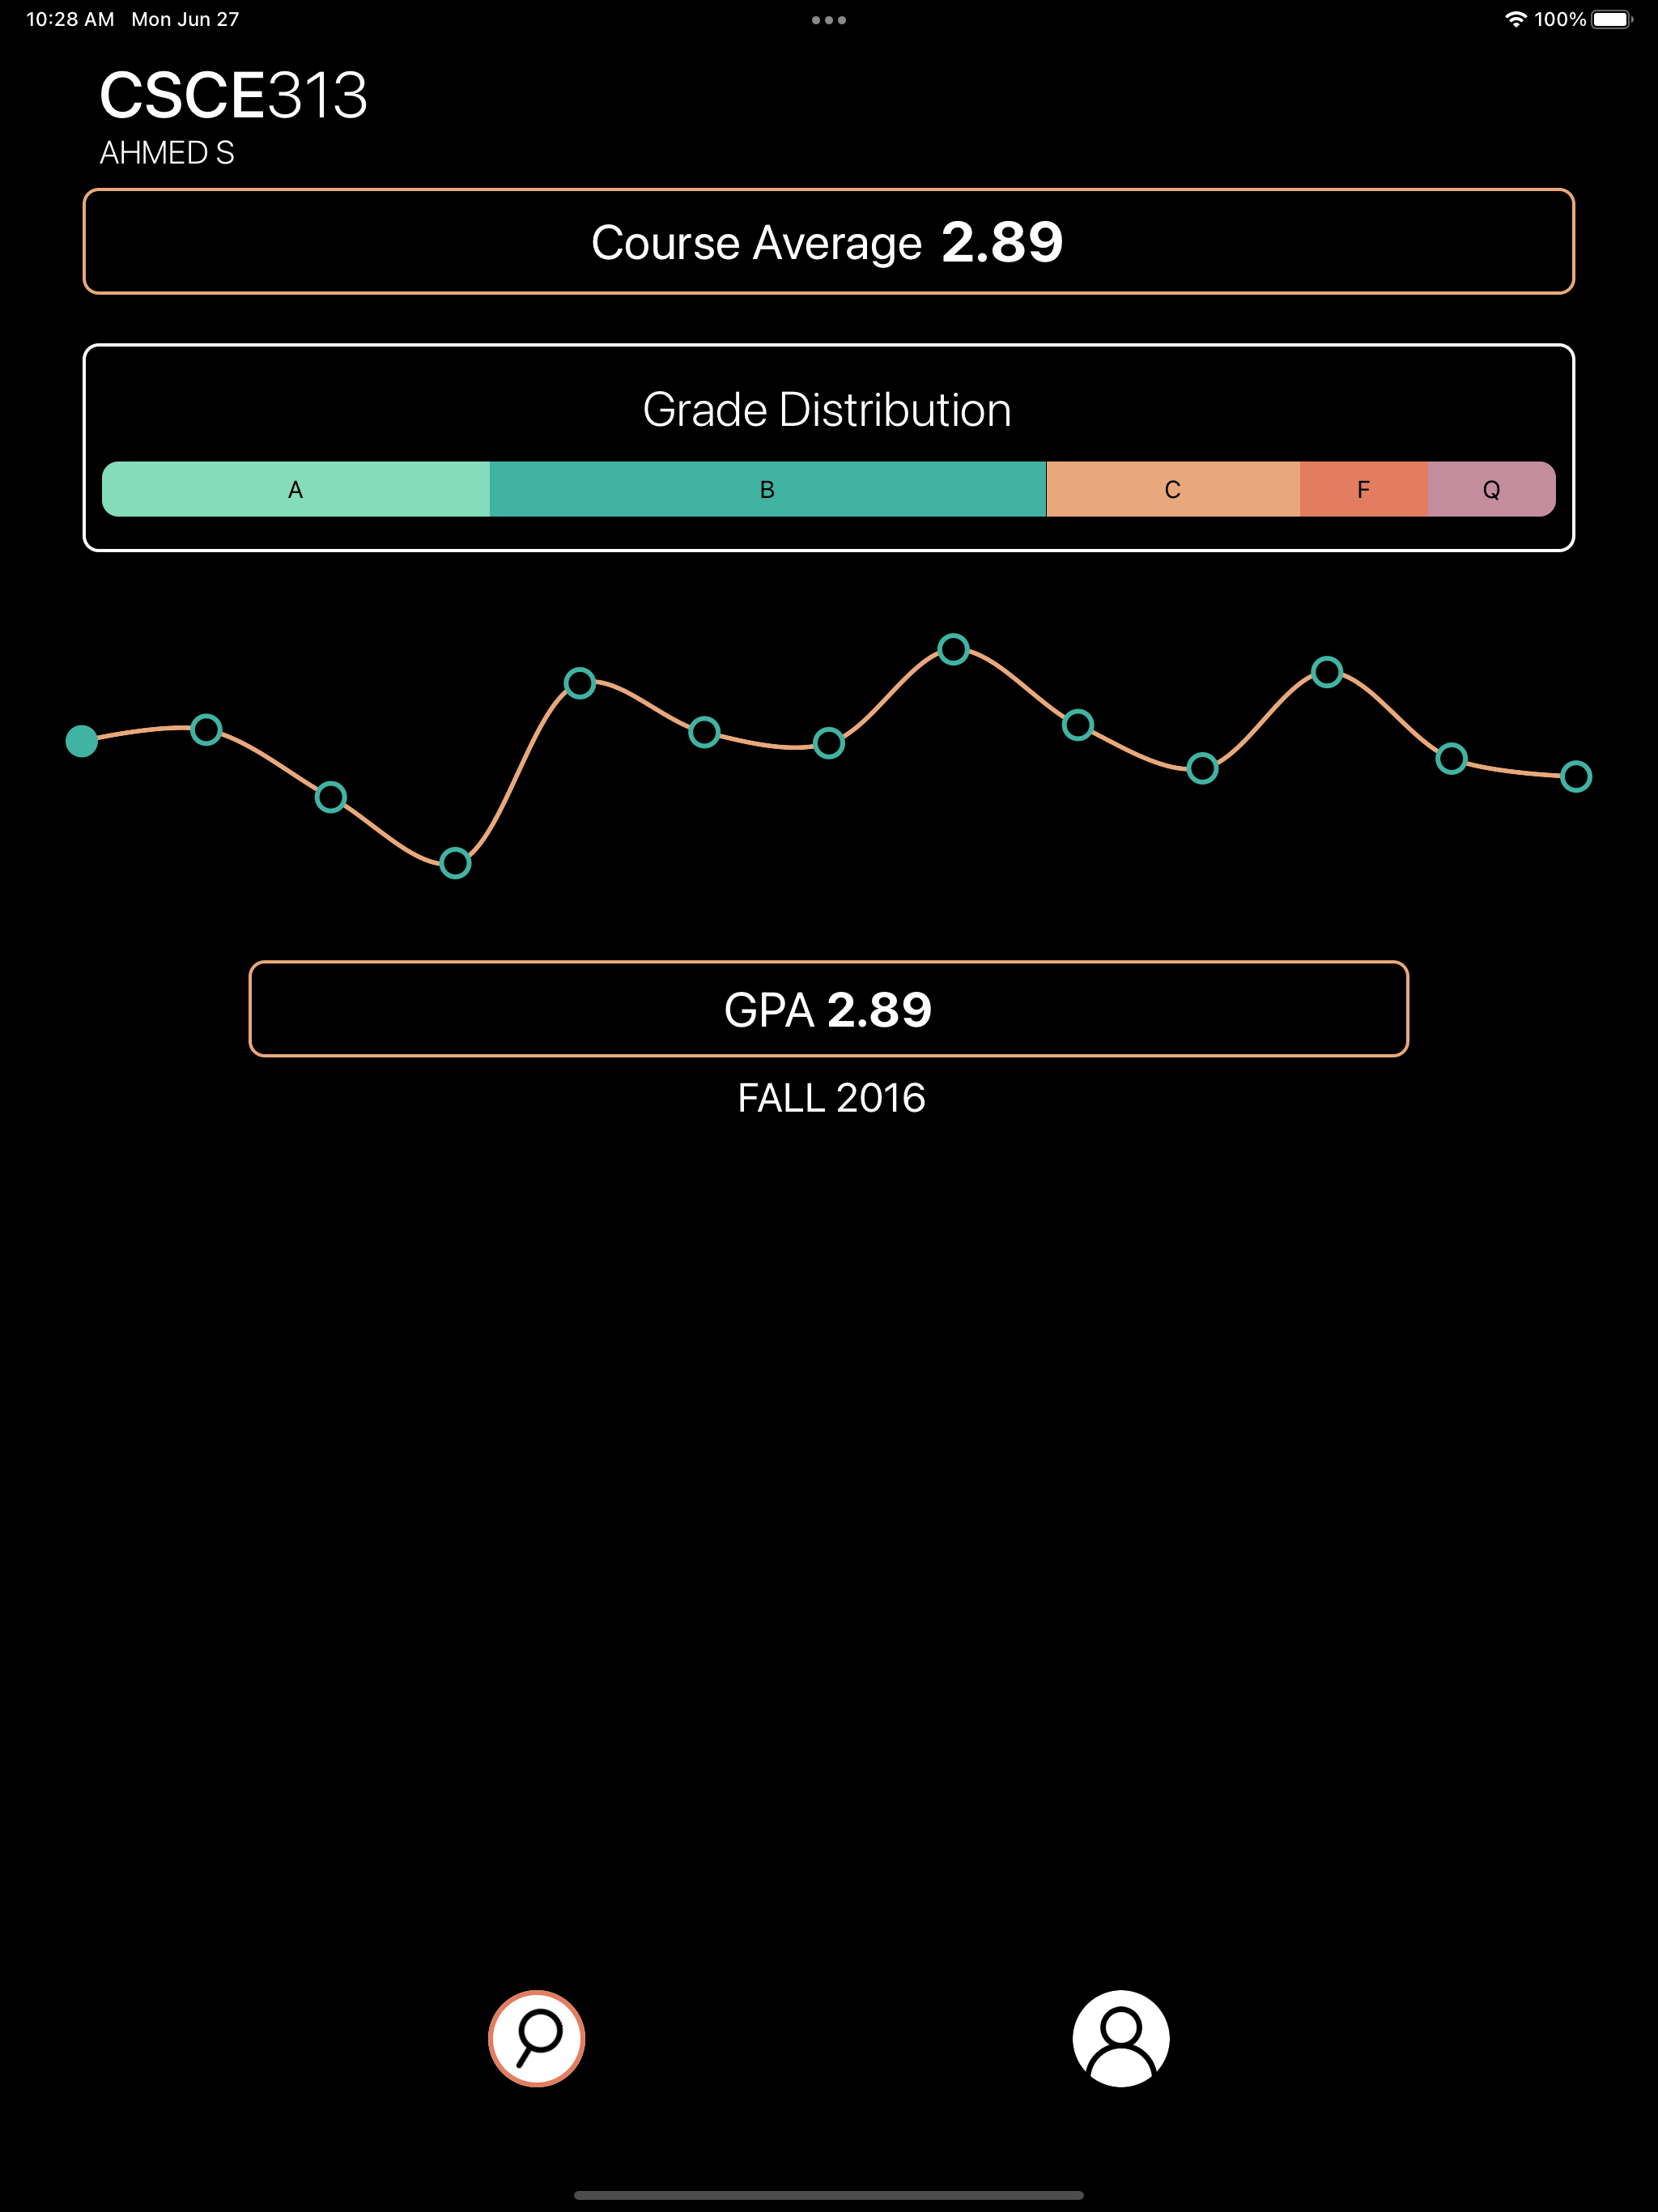 10:28 AM Mon Jun 27
100%
CSCE313
AHMED S
Course Average 2.89
Grade Distribution
A B C F Q
GPA 2.89
FALL 2016